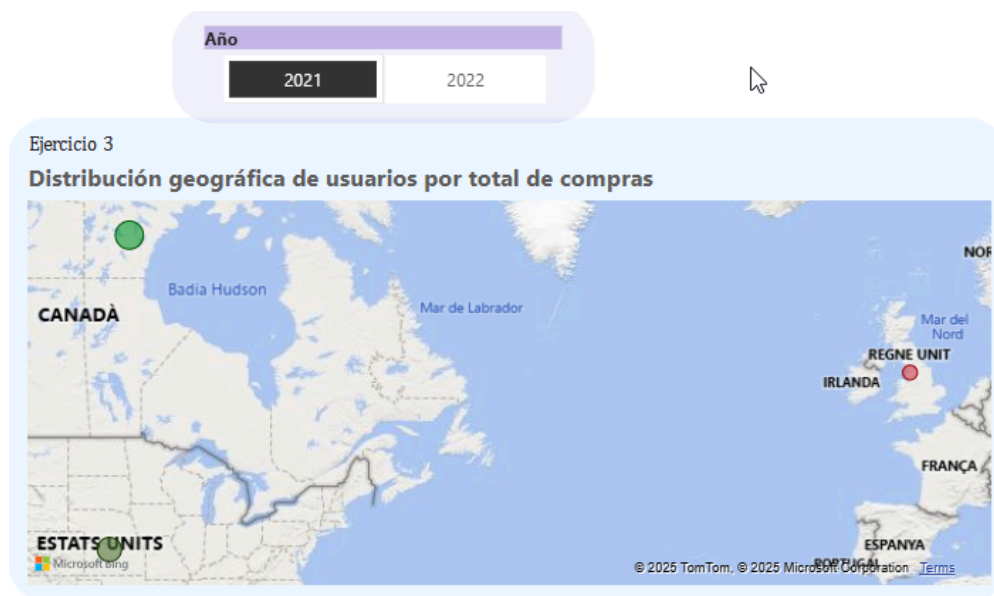 Año
2021 2022
Ejercicio 3
Distribución geográfica de usuarios por total de compras
NOR
Badia Hudson
CANADÀ
Mar de Labrador
Mar del
Nord
REGNE UNIT
IRLANDA
FRANÇA
ESTATS UNITS
ESPANYA
Microsoft Bing
PORTUGAL
© 2025 TomTom, © 2025 Microsoft Corporation Terms